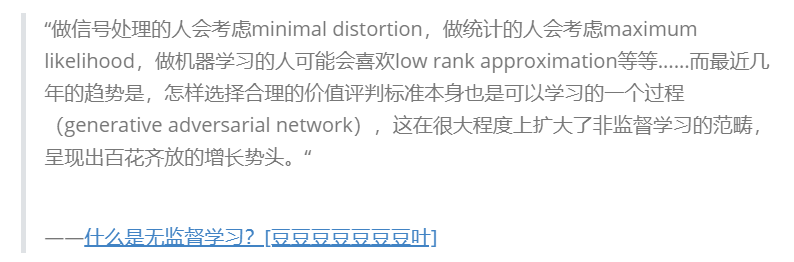 “做信号处理的人会考虑minimal distortion，做统计的人会考虑maximum
likelihood，做机器学习的人可能会喜欢low rank approximation等等……而最近几
年的趋势是，怎样选择合理的价值评判标准本身也是可以学习的一个过程
（generative adversarial network），这在很大程度上扩大了非监督学习的范畴，
呈现出百花齐放的增长势头。“
——什么是无监督学习？[豆豆豆豆豆豆豆叶]